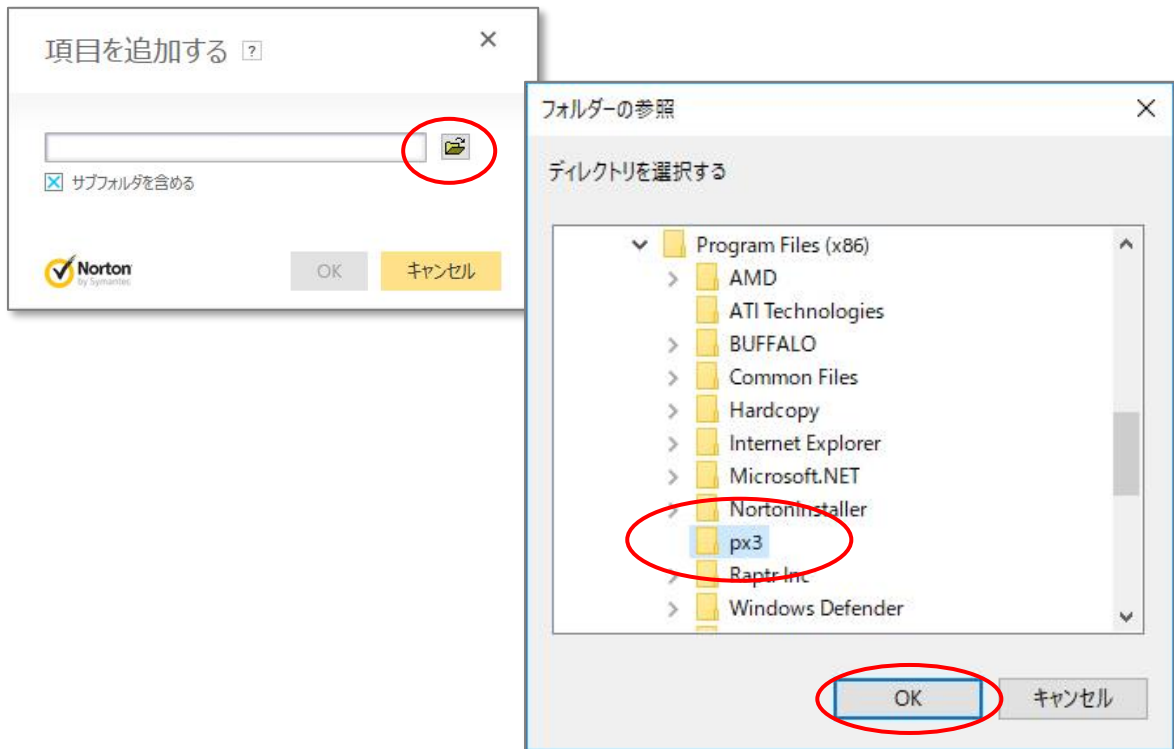 項目を追加する ?
サブフォルダを含める
Norton
by Symantec
OK
キャンセル
フォルダーの参照
ディレクトリを選択する
Program Files (x86)
AMD
ATI Technologies
BUFFALO
Common Files
Hardcopy
Internet Explorer
Microsoft.NET
NortonInstaller
px3
Raptr Inc
Windows Defender
OK
キャンセル